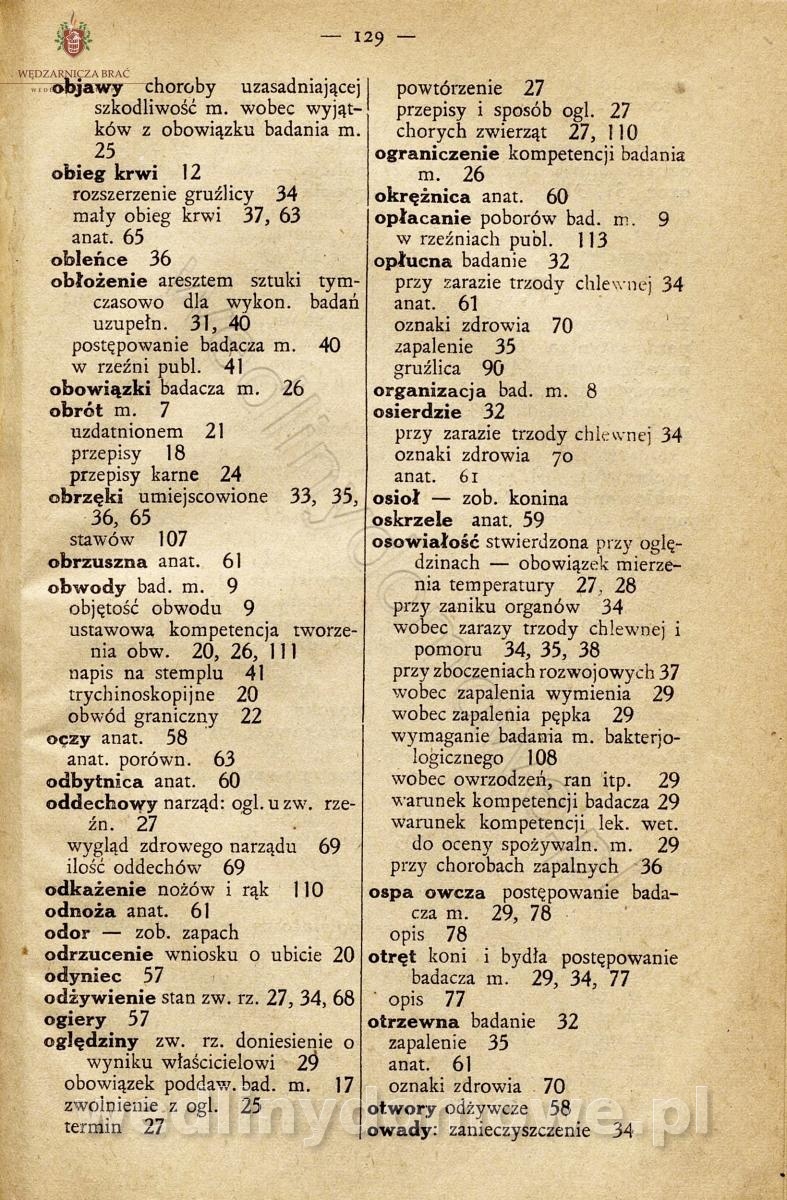 — 129 —
WĘDZARNICZA BRAĆ
objawy choroby uzasadniającej
szkodliwość m. wobec wyjąt-
ków z obowiązku badania m.
25
obieg krwi 12
rozszerzenie gruźlicy 34
mały obieg krwi 37, 63
anat. 65
obleńce 36
obłożenie aresztem sztuki tym-
czasowo dla wykon. badań
uzupełn. 31, 40
postępowanie badacza m. 40
w rzeźni publ. 41
obowiązki badacza m. 26
obrót m. 7
uzdatnionem 21
przepisy 18
przepisy karne 24
obrzęki umiejscowione 33, 35,
36, 65
stawów 107
obrzuszna anat. 61
obwody bad. m. 9
objętość obwodu 9
ustawowa kompetencja tworze-
nia obw. 20, 26, 111
napis na stemplu 41
trychinoskopijne 20
obwód graniczny 22
oczy anat. 58
anat. porówn. 63
odbytnica anat. 60
oddechowy narząd: ogl. u zw. rze-
źn. 27
wygląd zdrowego narządu 69
ilość oddechów 69
odkażenie nożów i rąk 110
odnoża anat. 61
odor — zob. zapach
odrzucenie wniosku o ubicie 20
odyniec 57
odżywienie stan zw. rz. 27, 34, 68
ogiery 57
oględziny zw. rz. doniesienie o
wyniku właścicielowi 29
obowiązek poddaw. bad. m. 17
zwolnienie z ogl. 25
termin 27
powtórzenie 27
przepisy i sposób ogl. 27
chorych zwierząt 27, 110
ograniczenie kompetencji badania
m. 26
okrężnica anat. 60
opłacanie poborów bad. m. 9
w rzeźniach publ. 113
opłucna badanie 32
przy zarazie trzody chlewnej 34
anat. 61
oznaki zdrowia 70
zapalenie 35
gruźlica 90
organizacja bad. m. 8
osierdzie 32
przy zarazie trzody chlewnej 34
oznaki zdrowia 70
anat. 61
osioł — zob. konina
oskrzele anat. 59
osowiałość stwierdzona przy oglę-
dzinach — obowiązek mierze-
nia temperatury 27, 28
przy zaniku organów 34
wobec zarazy trzody chlewnej i
pomoru 34, 35, 38
przy zboczeniach rozwojowych 37
wobec zapalenia wymienia 29
wobec zapalenia pępka 29
wymaganie badania m. bakterjo-
logicznego 108
wobec owrzodzeń, ran itp. 29
warunek kompetencji badacza 29
warunek kompetencji lek. wet.
do oceny spożywaln. m. 29
przy chorobach zapalnych 36
ospa owcza postępowanie bada-
cza m. 29, 78
opis 78
otręt koni i bydła postępowanie
badacza m. 29, 34, 77
opis 77
otrzewna badanie 32
zapalenie 35
anat. 61
oznaki zdrowia 70
otwory odżywcze 58
owady: zanieczyszczenie 34